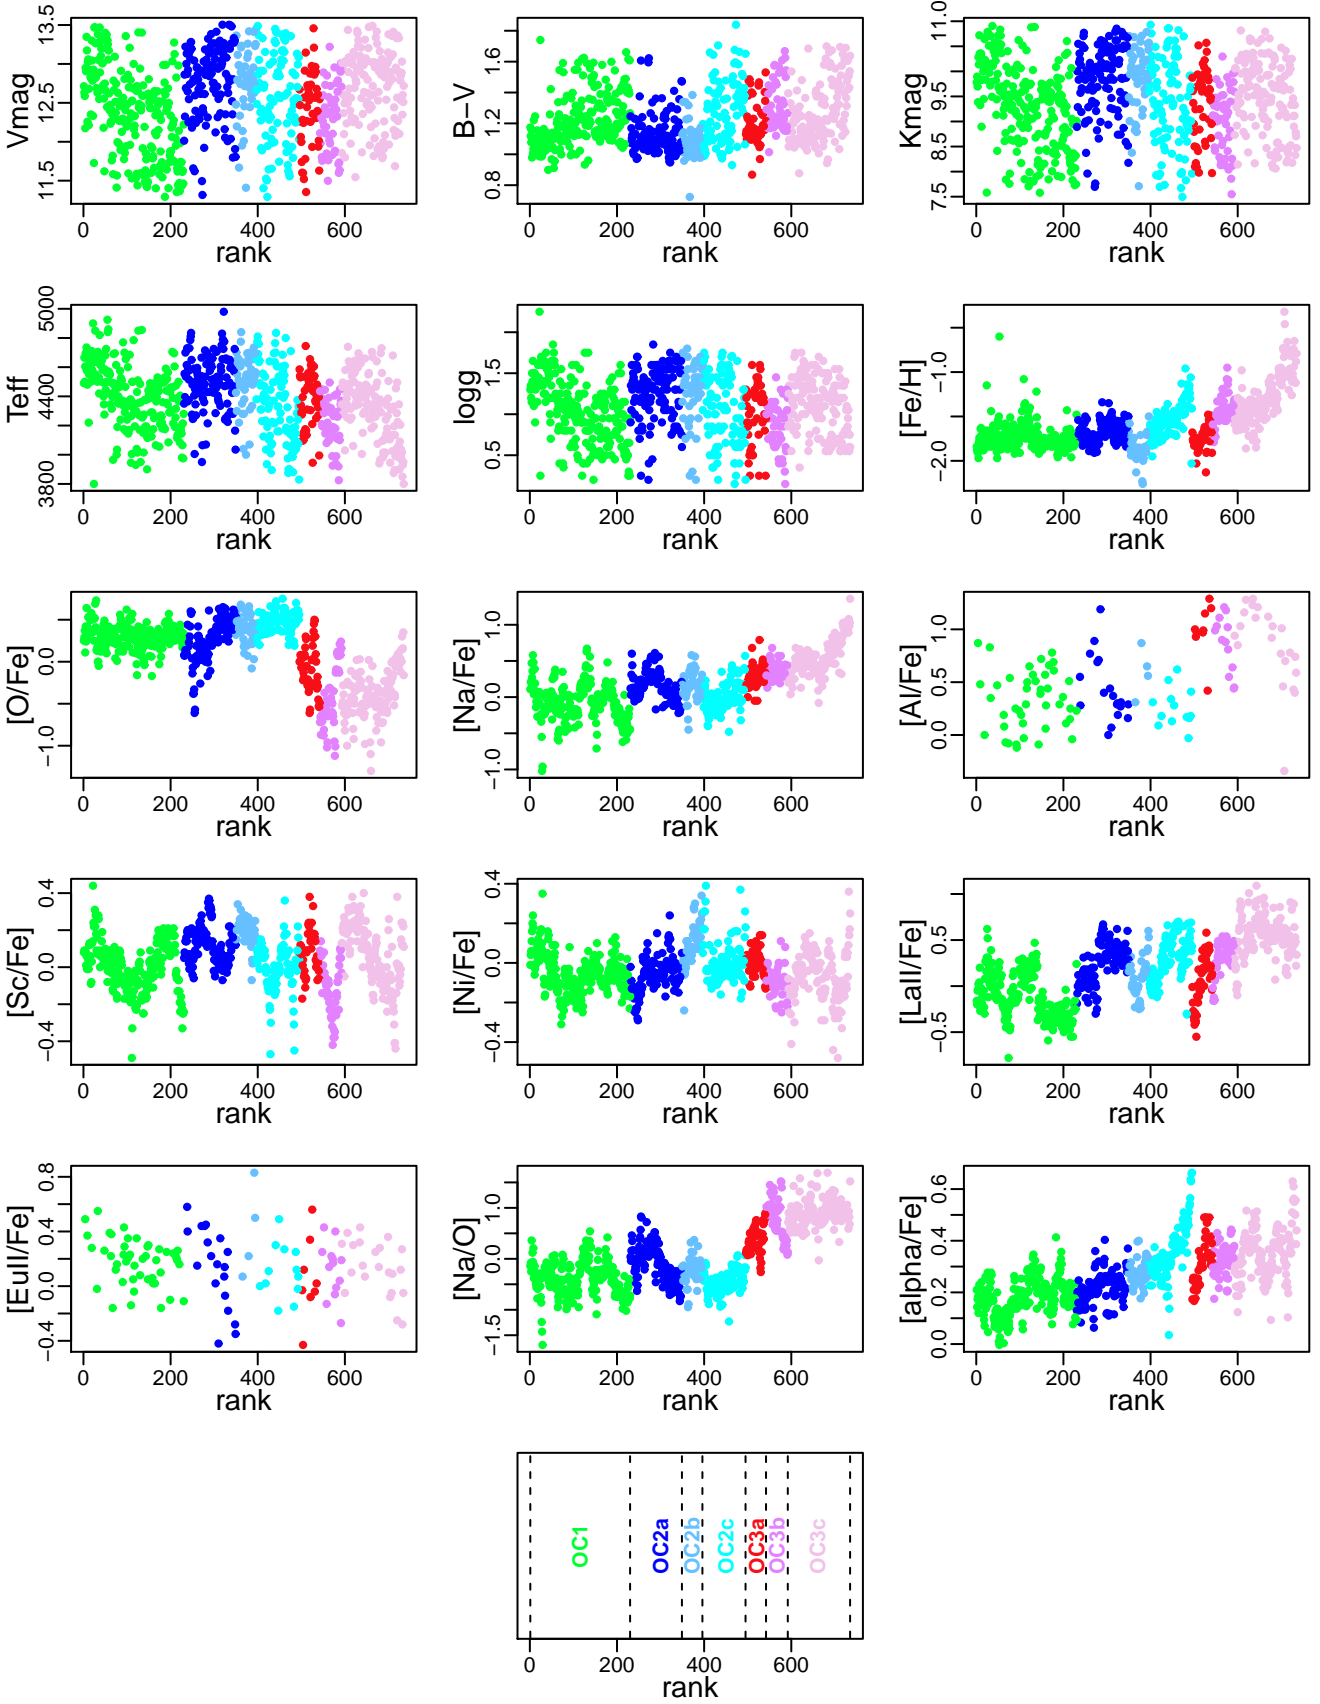 Vmag
11.5 12.5 13.5
0 200 400 600
rank
B−V
0.8 1.2 1.6
0 200 400 600
rank
Kmag
7.5 8.5 9.5 11.0
0 200 400 600
rank
Teff
3800 4400 5000
0 200 400 600
rank
logg
0.5 1.5
0 200 400 600
rank
[Fe/H]
−2.0 −1.0
0 200 400 600
rank
[O/Fe]
−1.0 0.0
0 200 400 600
rank
[Na/Fe]
−1.0 0.0 1.0
0 200 400 600
rank
[Al/Fe]
0.0 0.5 1.0
0 200 400 600
rank
[Sc/Fe]
−0.4 0.0 0.4
0 200 400 600
rank
[Ni/Fe]
−0.4 0.0 0.4
0 200 400 600
rank
[LaII/Fe]
−0.5 0.5
0 200 400 600
rank
[EuII/Fe]
−0.4 0.0 0.4 0.8
0 200 400 600
rank
[Na/O]
−1.5 0.0 1.0
0 200 400 600
rank
[alpha/Fe]
0.0 0.2 0.4 0.6
0 200 400 600
rank
OC1
OC2a
OC2b
OC2c
OC3a
OC3b
OC3c
0 200 400 600
rank